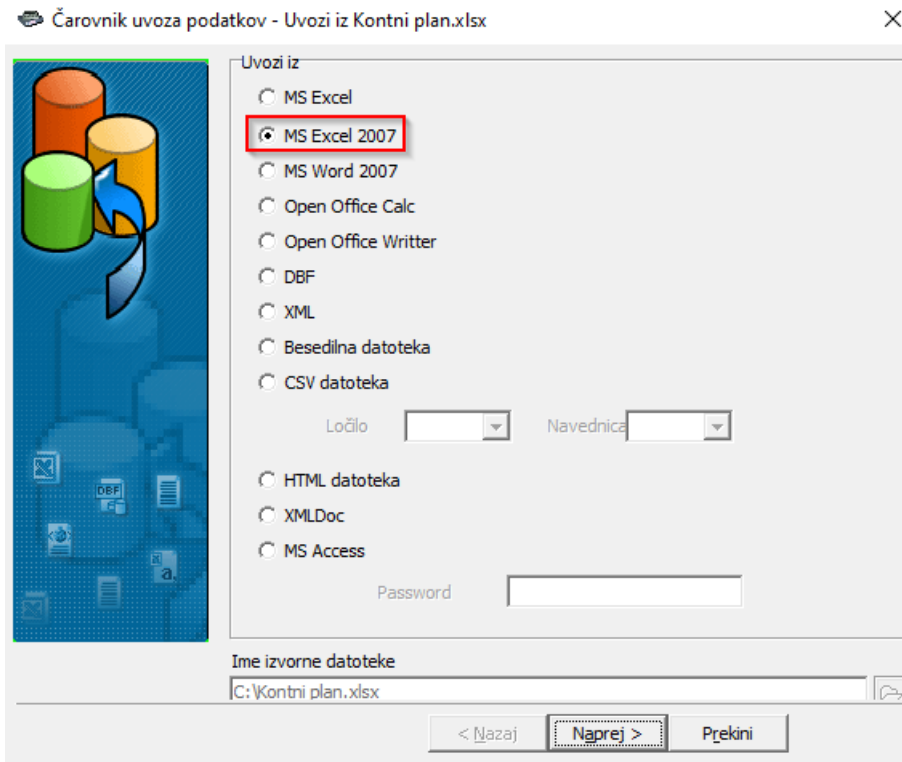 Čarovnik uvoza podatkov - Uvozi iz Kontni plan.xlsx
Uvozi iz
MS Excel
MS Excel 2007
MS Word 2007
Open Office Calc
Open Office Writter
DBF
XML
Besedilna datoteka
CSV datoteka
Ločilo
Navednica
HTML datoteka
XMLDoc
MS Access
Password
DBF
a,
Ime izvorne datoteke
C:\Kontni plan.xlsx
< Nazaj
Naprej >
Prekini